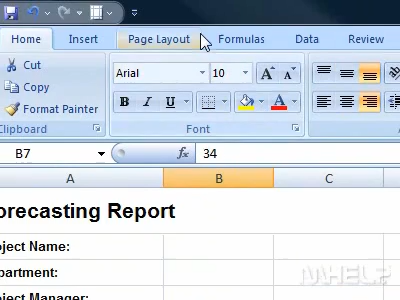 Home Insert Page Layout Formulas Data Review
Cut
Copy
Format Painter
Clipboard
Arial 10 A A
B I U A
Font
B7 fx 34
A B C
orecasting Report
oject Name:
partment:
oject Manager:
MHELP